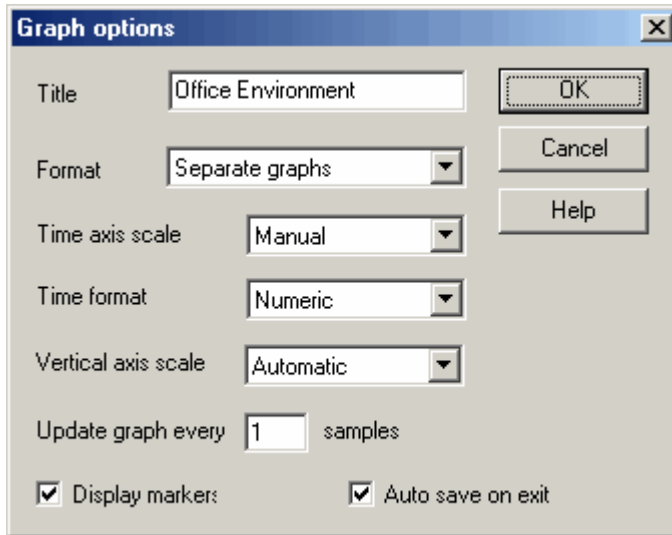 Graph options
Title
Office Environment
OK
Format
Separate graphs
Cancel
Time axis scale
Manual
Help
Time format
Numeric
Vertical axis scale
Automatic
Update graph every
1
samples
Display markers
Auto save on exit